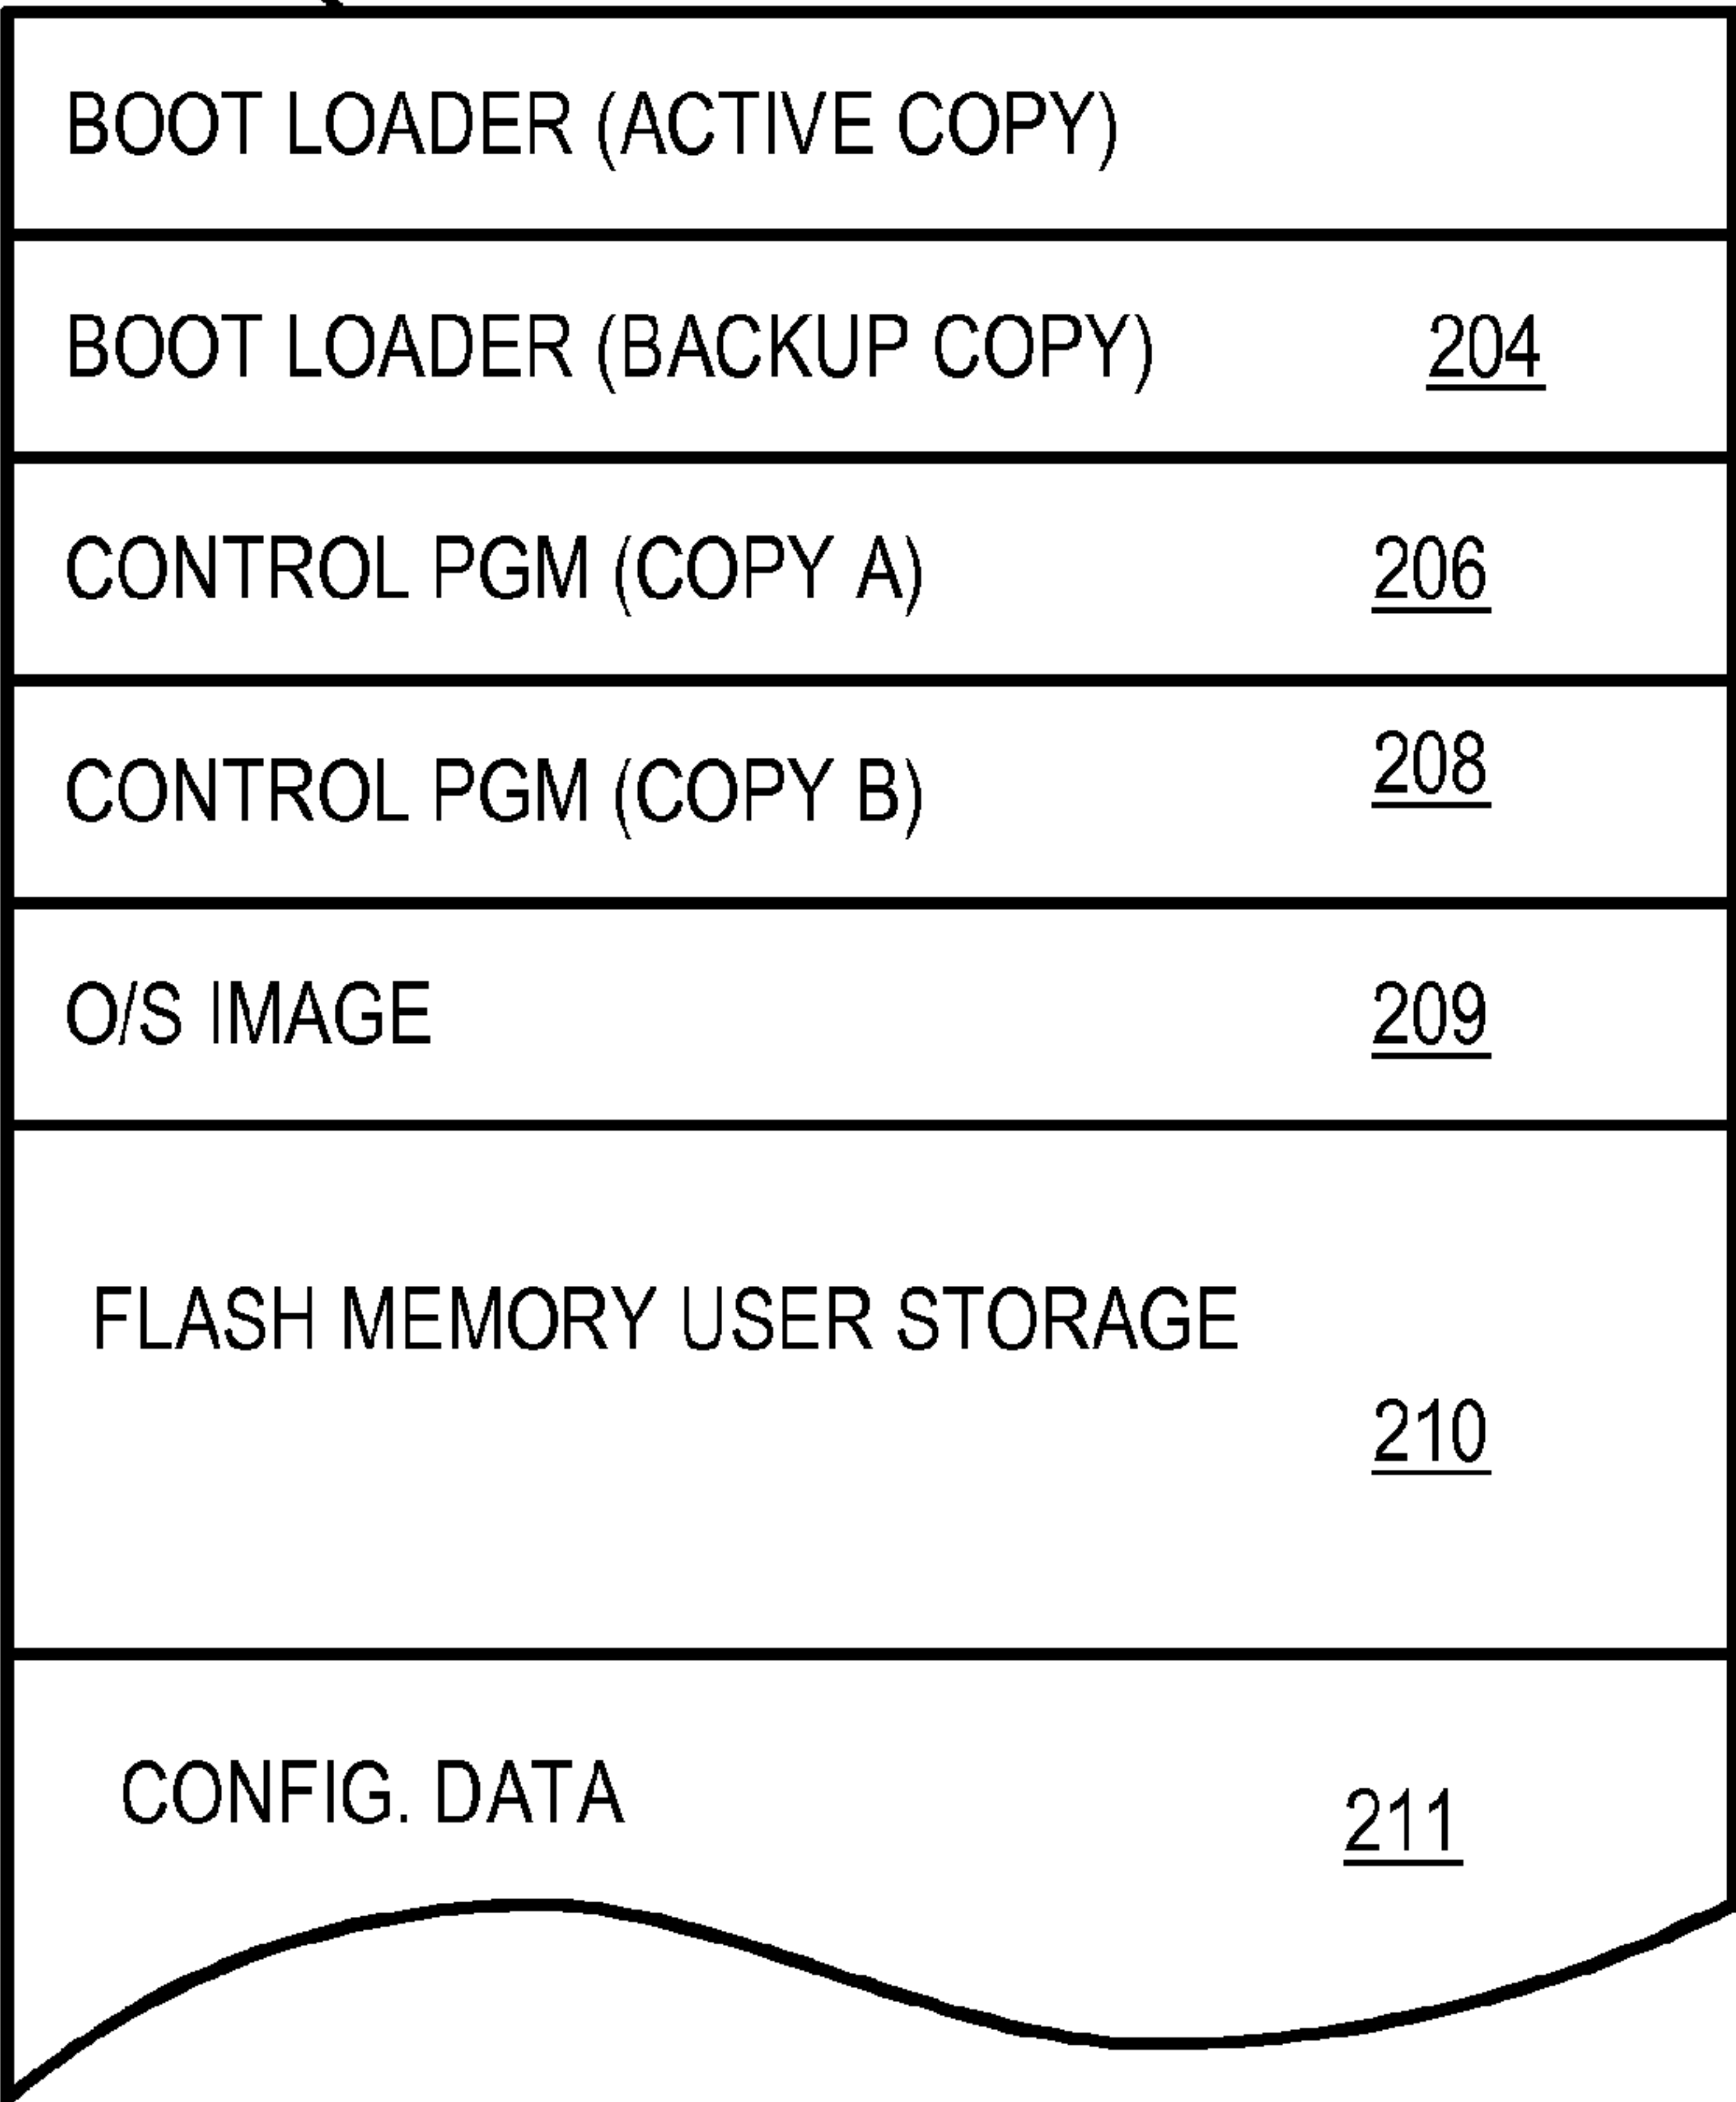 BOOT LOADER (ACTIVE COPY)
BOOT LOADER (BACKUP COPY) 204
CONTROL PGM (COPY A) 206
CONTROL PGM (COPY B) 208
O/S IMAGE 209
FLASH MEMORY USER STORAGE
210
CONFIG. DATA 211